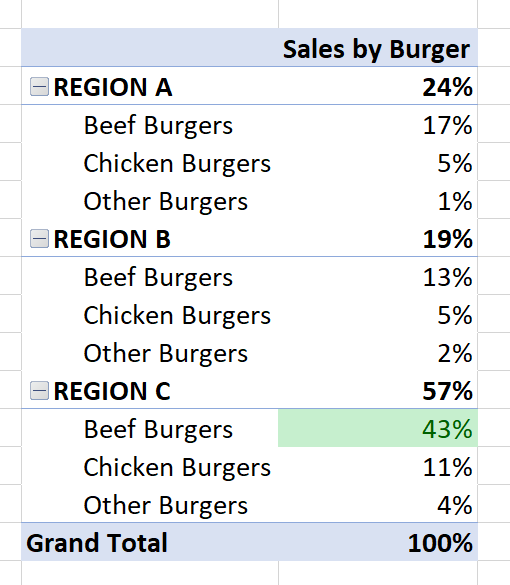 Sales by Burger
REGION A 24%
Beef Burgers 17%
Chicken Burgers 5%
Other Burgers 1%
REGION B 19%
Beef Burgers 13%
Chicken Burgers 5%
Other Burgers 2%
REGION C 57%
Beef Burgers 43%
Chicken Burgers 11%
Other Burgers 4%
Grand Total 100%